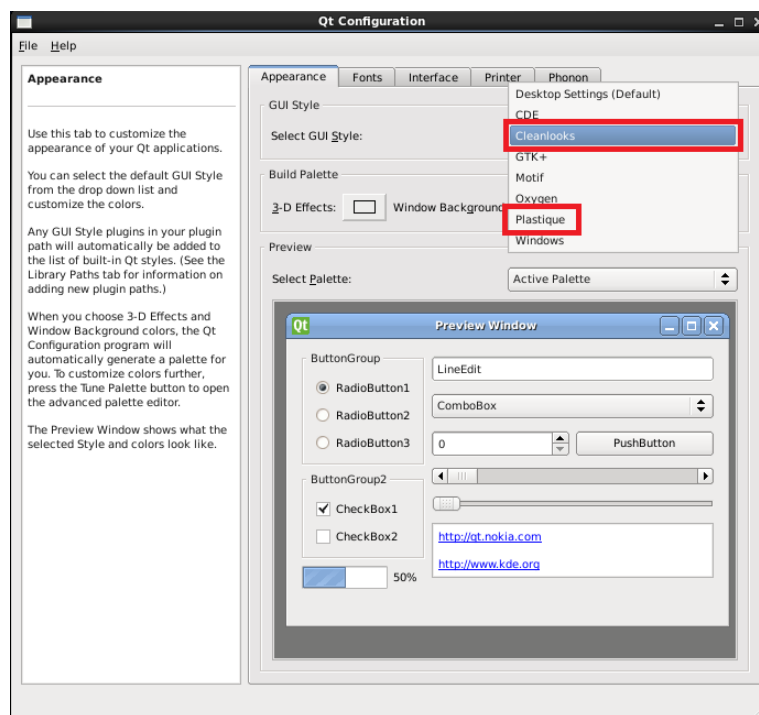 Qt Configuration
File Help
Appearance
Use this tab to customize the
appearance of your Qt applications.
You can select the default GUI Style
from the drop down list and
customize the colors.
Any GUI Style plugins in your plugin
path will automatically be added to
the list of built-in Qt styles. (See the
Library Paths tab for information on
adding new plugin paths.)
When you choose 3-D Effects and
Window Background colors, the Qt
Configuration program will
automatically generate a palette for
you. To customize colors further,
press the Tune Palette button to open
the advanced palette editor.
The Preview Window shows what the
selected Style and colors look like.
Appearance Fonts Interface Printer Phonon
GUI Style
Select GUI Style:
Desktop Settings (Default)
CDE
Cleanlooks
GTK+
Motif
Oxygen
Plastique
Windows
Build Palette
3-D Effects: Window Background
Preview
Select Palette: Active Palette
Qt Preview Window
ButtonGroup
RadioButton1
RadioButton2
RadioButton3
LineEdit
ComboBox
0 PushButton
ButtonGroup2
CheckBox1
CheckBox2
50%
http://qt.nokia.com
http://www.kde.org